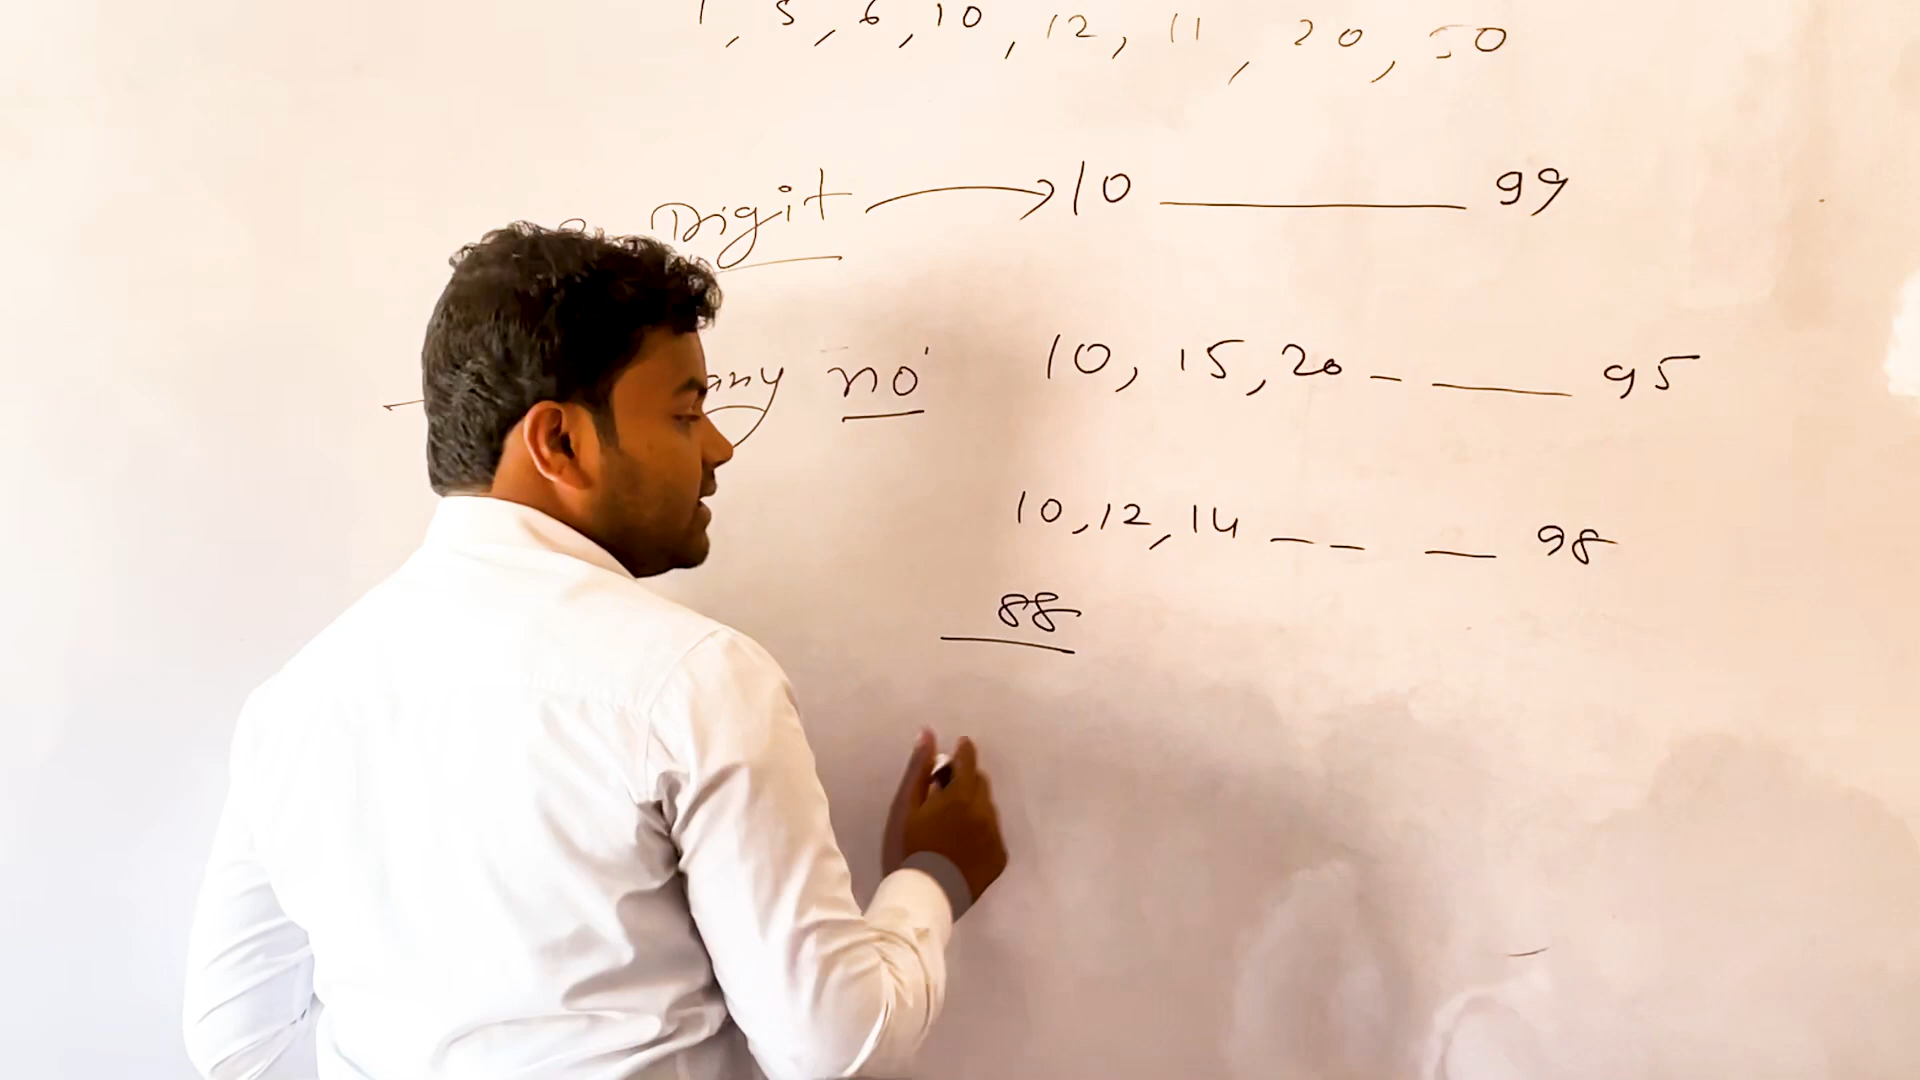 1, 5, 6, 10, 12, 11, 20, 50
Digit → 10 ——— 99
any no 10, 15, 20 - —— 95
10, 12, 14 - - — 98
88